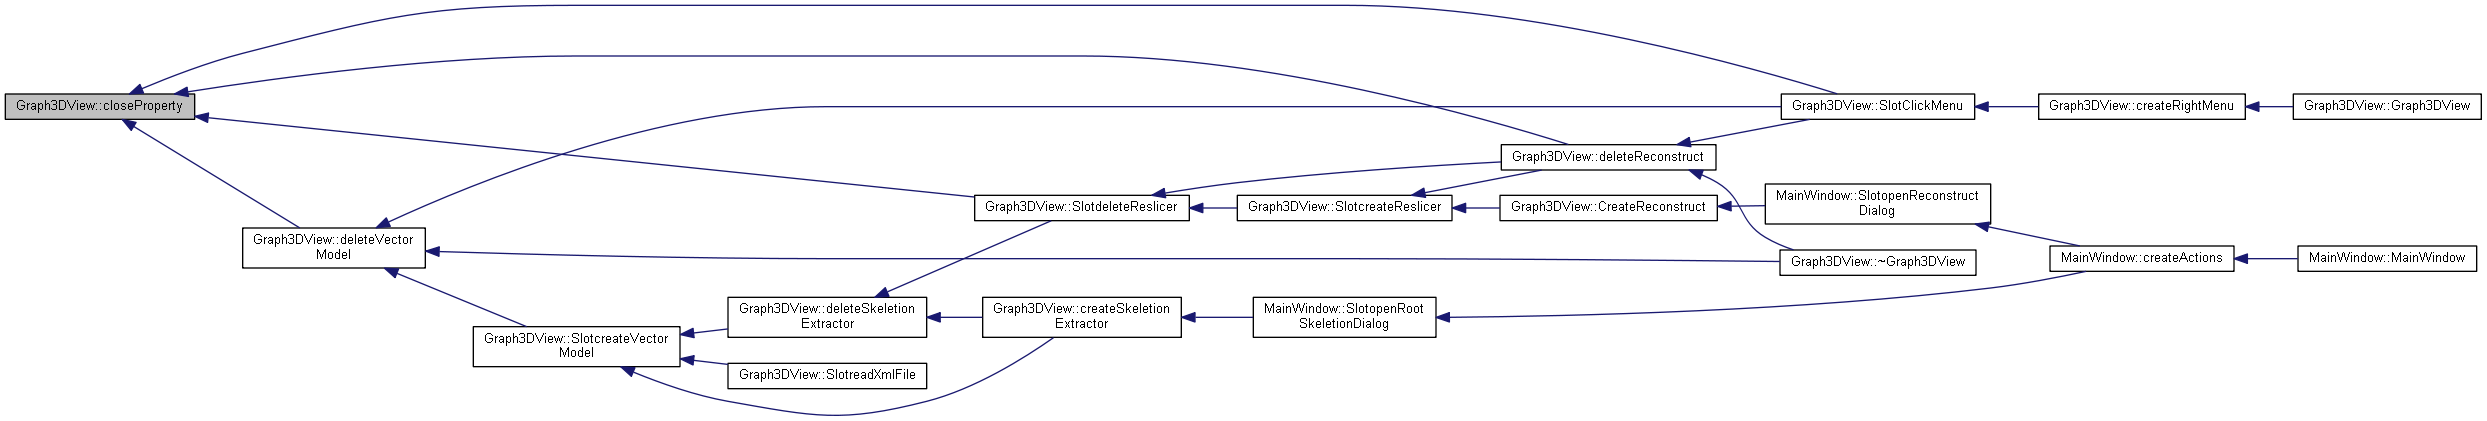 Graph3DView::closeProperty
Graph3DView::SlotClickMenu
Graph3DView::createRightMenu
Graph3DView::Graph3DView
Graph3DView::deleteReconstruct
Graph3DView::SlotdeleteReslicer
Graph3DView::SlotcreateReslicer
Graph3DView::CreateReconstruct
MainWindow::SlotopenReconstruct
Dialog
Graph3DView::deleteVector
Model
Graph3DView::~Graph3DView
MainWindow::createActions
MainWindow::MainWindow
Graph3DView::deleteSkeletion
Extractor
Graph3DView::createSkeletion
Extractor
MainWindow::SlotopenRoot
SkeletionDialog
Graph3DView::SlotcreateVector
Model
Graph3DView::SlotreadXmlFile